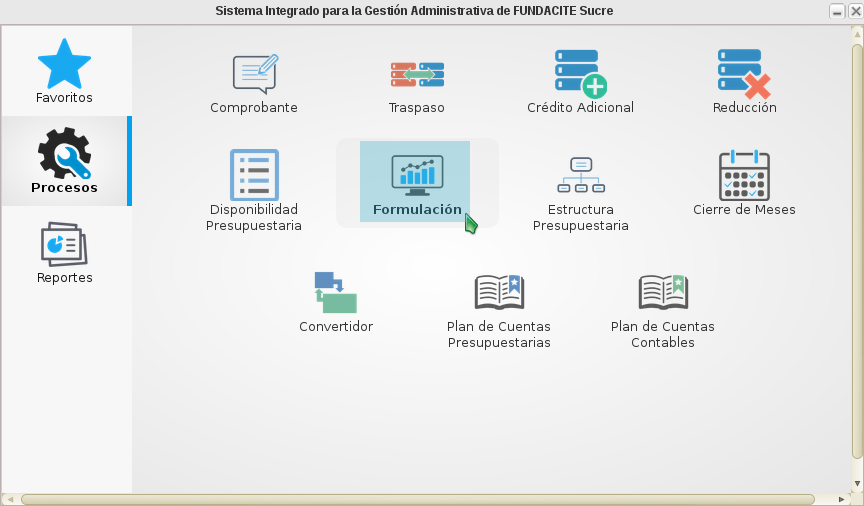 Sistema Integrado para la Gestión Administrativa de FUNDACITE Sucre
Favoritos
Procesos
Reportes
Comprobante
Traspaso
Crédito Adicional
Reducción
Disponibilidad
Presupuestaria
Formulación
Estructura
Presupuestaria
Cierre de Meses
Convertidor
Plan de Cuentas
Presupuestarias
Plan de Cuentas
Contables